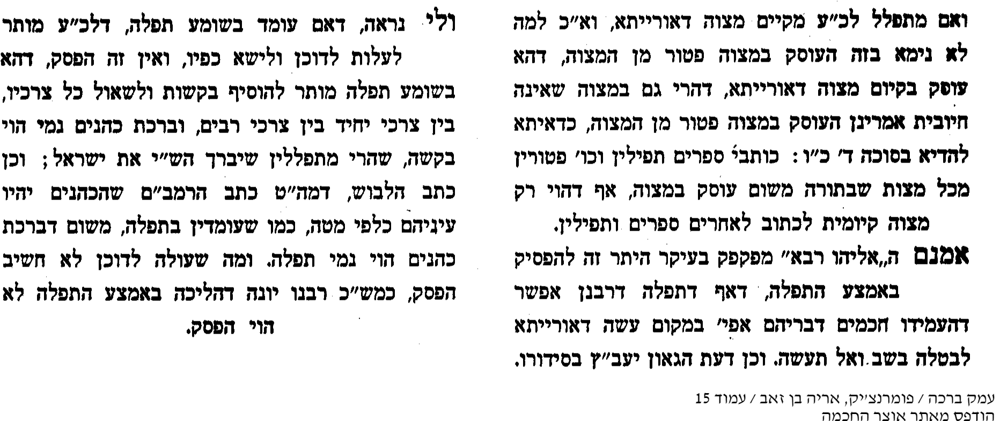 ואם מתפלל לכ״ע מקיים מצוה דאורייתא, וא״כ למה
לא נימא בזה העוסק במצוה פטור מן המצוה, דהא
עוסק בקיום מצוה דאורייתא, דהרי גם במצוה שאינה
חיובית אמרינן העוסק במצוה פטור מן המצוה, כדאיתא
להדיא בסוכה ד׳ כ״ו: כותבי ספרים תפילין וכו׳ פטורין
מכל מצות שבתורה משום עוסק במצוה, אף דהוי רק
מצוה קיומית לכתוב לאחרים ספרים ותפילין.
אמנם ה„אליהו רבא״ מפקפק בעיקר היתר זה להפסיק
באמצע התפלה, דאף דתפלה דרבנן אפשר
דהעמידו חכמים דבריהם אפי׳ במקום עשה דאורייתא
לבטלה בשב ואל תעשה. וכן דעת הגאון יעב״ץ בסידורו.
ולי נראה, דאם עומד בשומע תפלה, דלכ״ע מותר
לעלות לדוכן ולישא כפיו, ואין זה הפסק, דהא
בשומע תפלה מותר להוסיף בקשות ולשאול כל צרכיו,
בין צרכי יחיד בין צרכי רבים, וברכת כהנים נמי הוי
בקשה, שהרי מתפללין שיברך הש״י את ישראל; וכן
כתב הלבוש, דמה״ט כתב הרמב״ם שהכהנים יהיו
עיניהם כלפי מטה, כמו שעומדין בתפלה, משום דברכת
כהנים הוי נמי תפלה. ומה שעולה לדוכן לא חשיב
הפסק, כמש״כ רבנו יונה דהליכה באמצע התפלה לא
הוי הפסק.
עמק ברכה / פומרנצ׳יק, אריה בן זאב / עמוד 15
הודפס מאתר אוצר החכמה